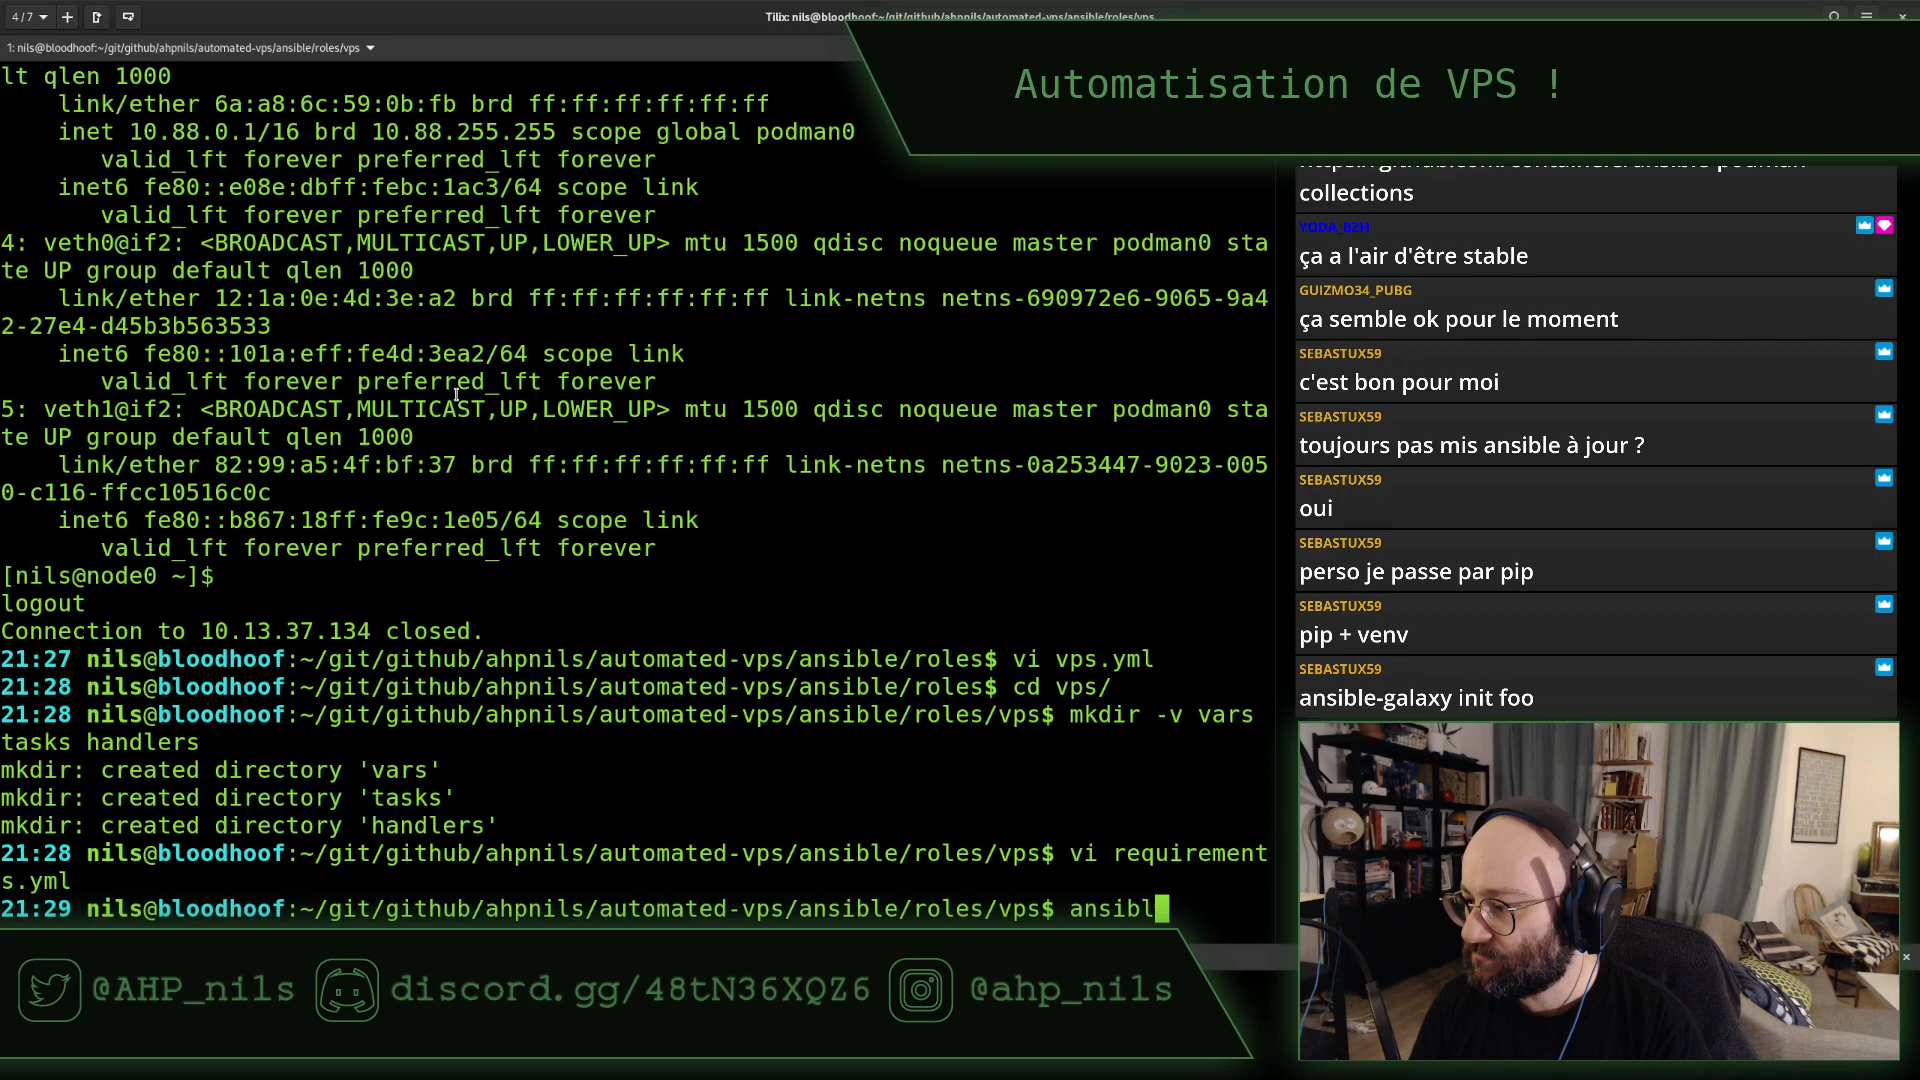 4 / 7
Tilix: nils@bloodhoof:~/git/github/ahpnils/automated-vps/ansible/roles/vps
1: nils@bloodhoof:~/git/github/ahpnils/automated-vps/ansible/roles/vps
Automatisation de VPS !
lt qlen 1000
link/ether 6a:a8:6c:59:0b:fb brd ff:ff:ff:ff:ff:ff
inet 10.88.0.1/16 brd 10.88.255.255 scope global podman0
valid_lft forever preferred_lft forever
inet6 fe80::e08e:dbff:febc:1ac3/64 scope link
valid_lft forever preferred_lft forever
4: veth0@if2: <BROADCAST,MULTICAST,UP,LOWER_UP> mtu 1500 qdisc noqueue master podman0 sta
te UP group default qlen 1000
link/ether 12:1a:0e:4d:3e:a2 brd ff:ff:ff:ff:ff:ff link-netns netns-690972e6-9065-9a4
2-27e4-d45b3b563533
inet6 fe80::101a:eff:fe4d:3ea2/64 scope link
valid_lft forever preferred_lft forever
5: veth1@if2: <BROADCAST,MULTICAST,UP,LOWER_UP> mtu 1500 qdisc noqueue master podman0 sta
te UP group default qlen 1000
link/ether 82:99:a5:4f:bf:37 brd ff:ff:ff:ff:ff:ff link-netns netns-0a253447-9023-005
0-c116-ffcc10516c0c
inet6 fe80::b867:18ff:fe9c:1e05/64 scope link
valid_lft forever preferred_lft forever
[nils@node0 ~]$
logout
Connection to 10.13.37.134 closed.
21:27 nils@bloodhoof:~/git/github/ahpnils/automated-vps/ansible/roles$ vi vps.yml
21:28 nils@bloodhoof:~/git/github/ahpnils/automated-vps/ansible/roles$ cd vps/
21:28 nils@bloodhoof:~/git/github/ahpnils/automated-vps/ansible/roles/vps$ mkdir -v vars
tasks handlers
mkdir: created directory 'vars'
mkdir: created directory 'tasks'
mkdir: created directory 'handlers'
21:28 nils@bloodhoof:~/git/github/ahpnils/automated-vps/ansible/roles/vps$ vi requirement
s.yml
21:29 nils@bloodhoof:~/git/github/ahpnils/automated-vps/ansible/roles/vps$ ansibl
collections
YODA_BZH
ça a l'air d'être stable
GUIZMO34_PUBG
ça semble ok pour le moment
SEBASTUX59
c'est bon pour moi
SEBASTUX59
toujours pas mis ansible à jour ?
SEBASTUX59
oui
SEBASTUX59
perso je passe par pip
SEBASTUX59
pip + venv
SEBASTUX59
ansible-galaxy init foo
@AHP_nils
discord.gg/48tN36XQZ6
@ahp_nils